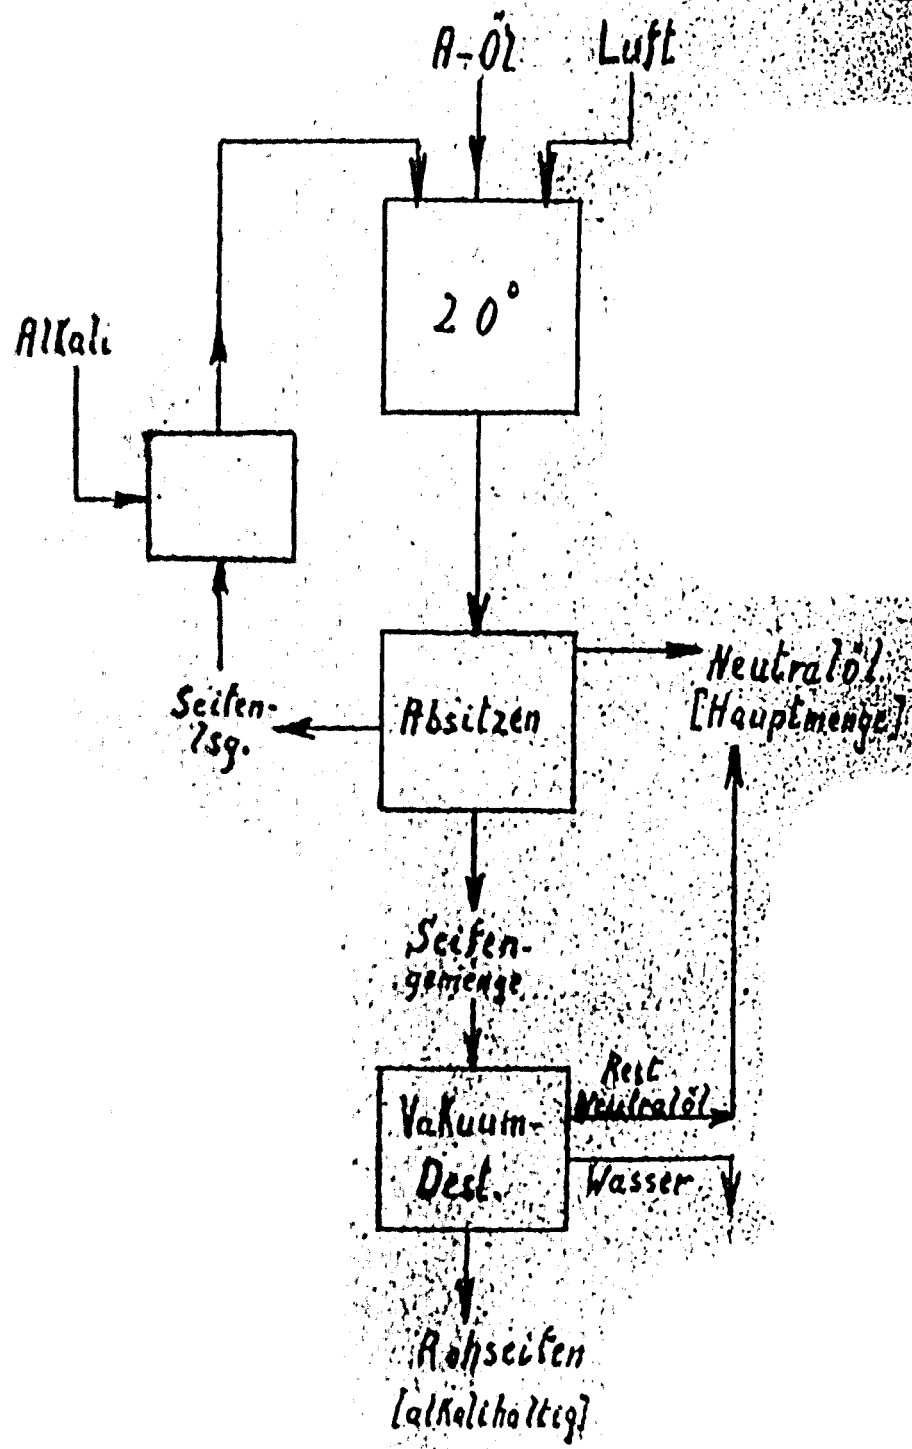 A-Öl
Luft
20°
Alkali
Absitzen
Neutralöl
[Hauptmenge]
Seifen-
lsg.
Seifen-
gemenge
Rest
Neutralöl
Vakuum-
Dest.
Wasser
Rohseifen
[alkalihaltig]